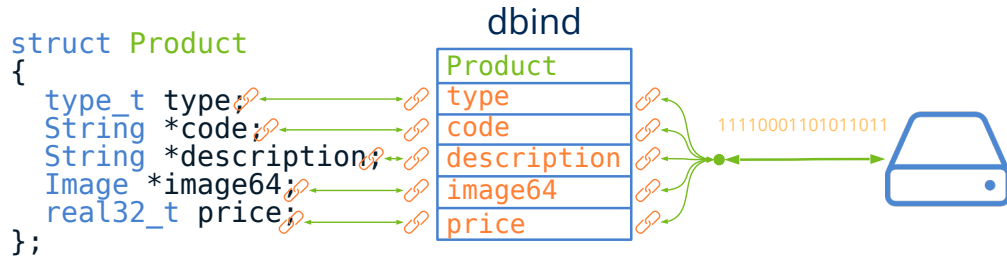 struct Product
{
type_t type;
String *code;
String *description;
Image *image64;
real32_t price;
};
dbind
Product
type
code
description
image64
price
11110001101011011